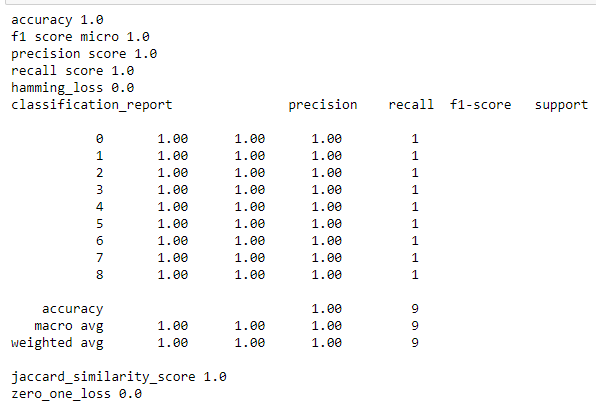 accuracy 1.0
f1 score micro 1.0
precision score 1.0
recall score 1.0
hamming_loss 0.0
classification_report               precision    recall  f1-score   support

           0       1.00      1.00      1.00         1
           1       1.00      1.00      1.00         1
           2       1.00      1.00      1.00         1
           3       1.00      1.00      1.00         1
           4       1.00      1.00      1.00         1
           5       1.00      1.00      1.00         1
           6       1.00      1.00      1.00         1
           7       1.00      1.00      1.00         1
           8       1.00      1.00      1.00         1

    accuracy                           1.00         9
   macro avg       1.00      1.00      1.00         9
weighted avg       1.00      1.00      1.00         9

jaccard_similarity_score 1.0
zero_one_loss 0.0